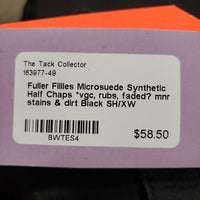 The Tack Collector
163977-49
Fuller Fillies Microsuede Synthetic
Half Chaps *vgc, rubs, faded? mnr
stains & dirt Black SH/XW
BWTES4
$58.50